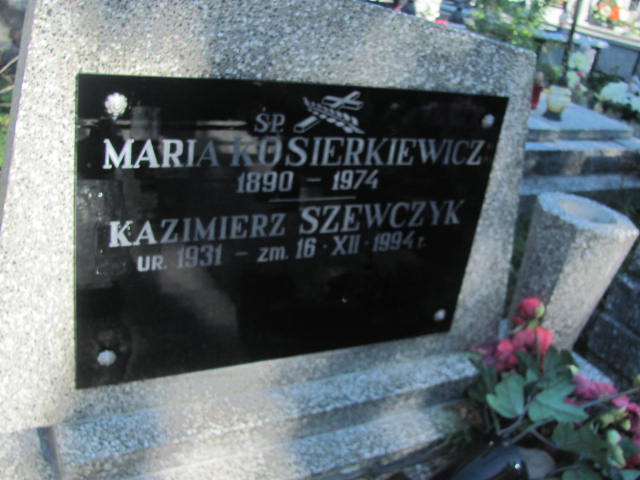 ŚP.
MARIA KOSIERKIEWICZ
1890 - 1974
KAZIMIERZ SZEWCZYK
UR. 1931 - zm. 16 · XII · 1994 r.